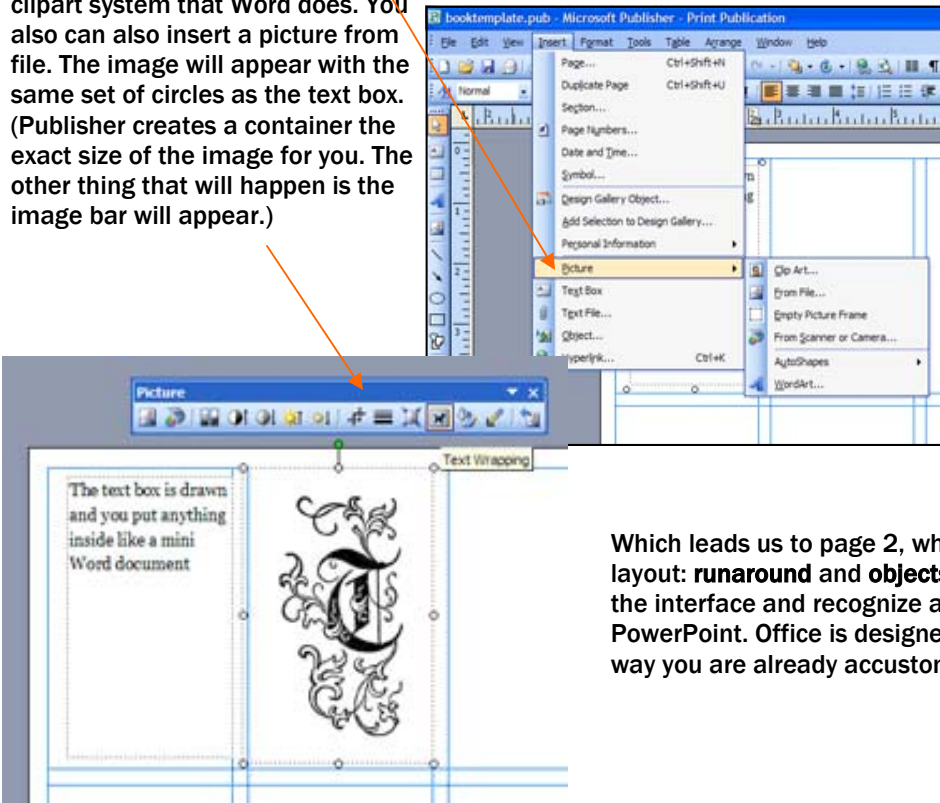 clipart system that Word does. You
also can also insert a picture from
file. The image will appear with the
same set of circles as the text box.
(Publisher creates a container the
exact size of the image for you. The
other thing that will happen is the
image bar will appear.)
booktemplate.pub - Microsoft Publisher - Print Publication
File Edit View Insert Format Tools Table Arrange Window Help
Normal
Page... Ctrl+Shift+N
Duplicate Page Ctrl+Shift+U
Section...
Page Numbers...
Date and Time...
Symbol...
Design Gallery Object...
Add Selection to Design Gallery...
Personal Information
Picture
Text Box
Text File...
Object...
Hyperlink... Ctrl+K
Clip Art...
From File...
Empty Picture Frame
From Scanner or Camera...
AutoShapes
WordArt...
Picture
Text Wrapping
The text box is drawn
and you put anything
inside like a mini
Word document
T
Which leads us to page 2, wh
layout: runaround and objects
the interface and recognize a
PowerPoint. Office is designe
way you are already accustor